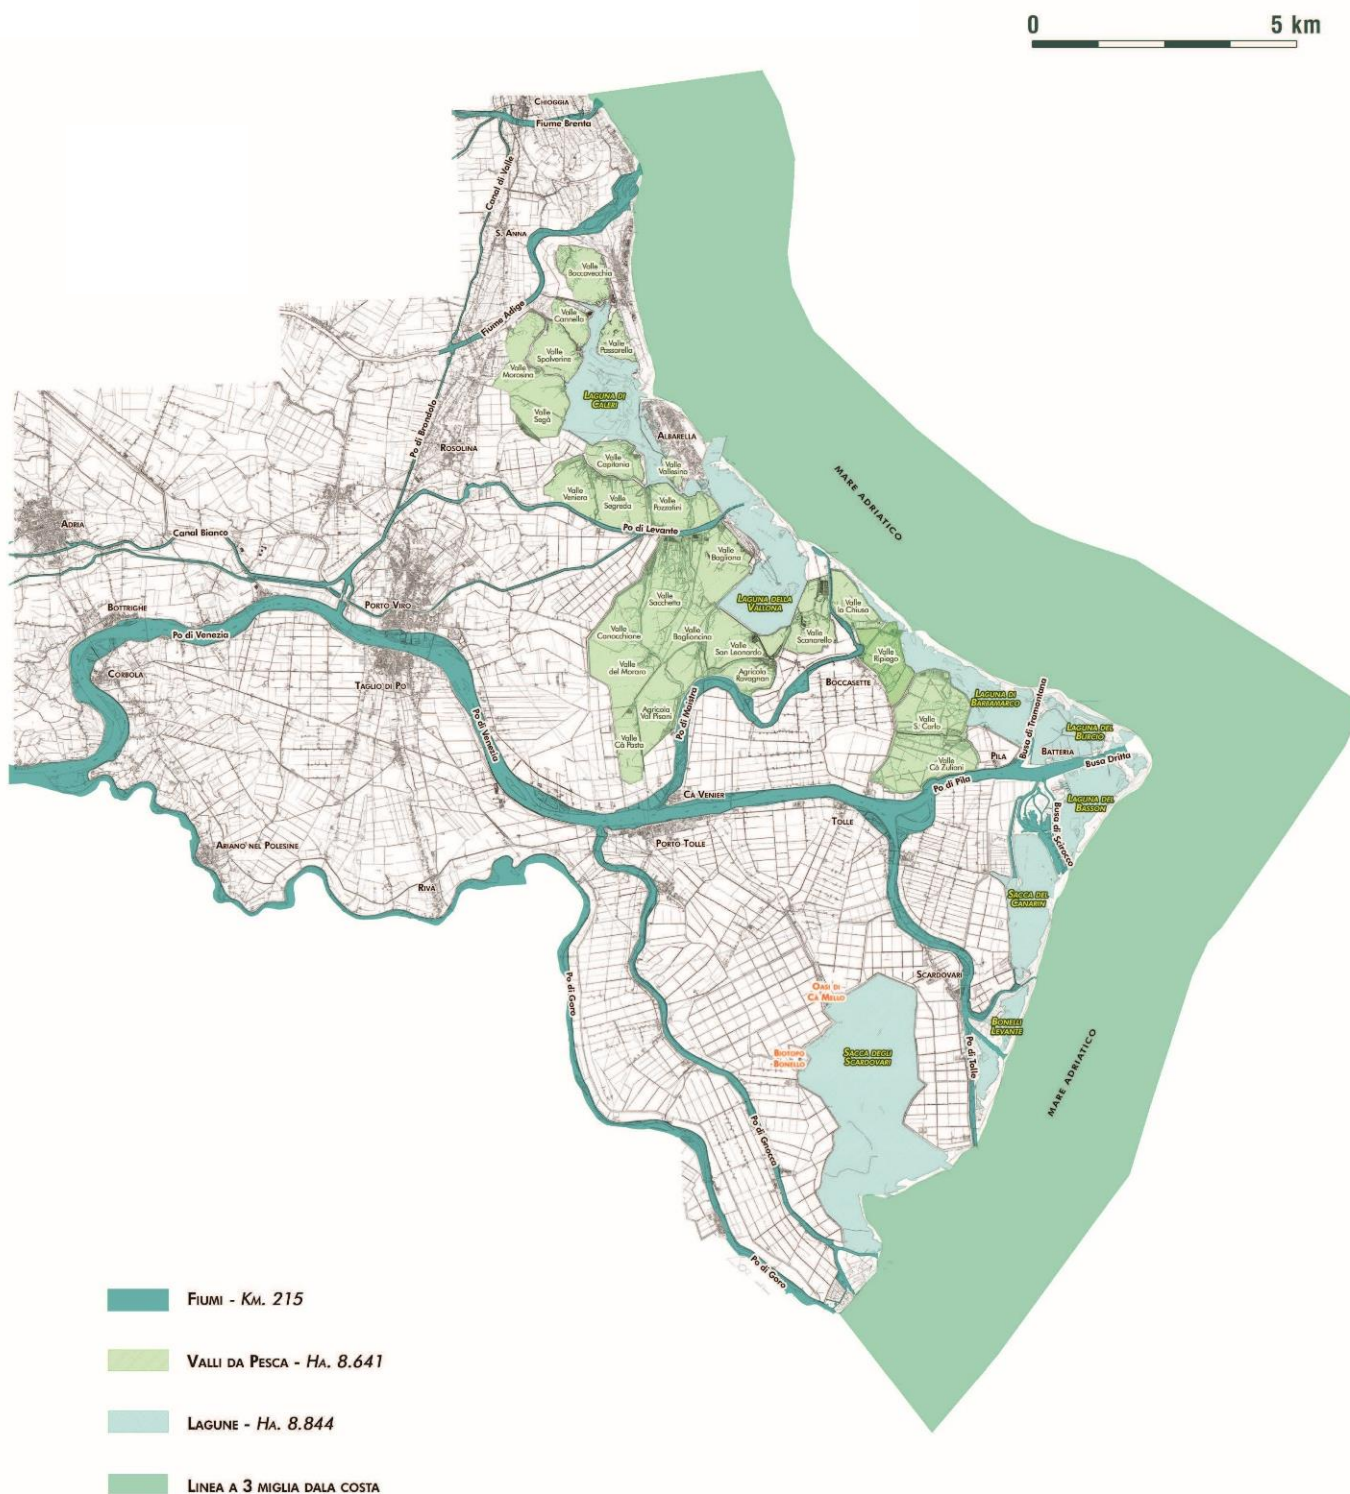 0 5 km
Chioggia
Fiume Brenta
Canal di Valle
S. Anna
Valle
Boccavecchia
Fiume Adige
Valle
Cannella
Valle
Passarella
Valle
Spolverina
Valle
Morosina
Laguna di
Caleri
Valle
Sagà
Po di Brondolo
Rosolina
Albarella
Valle
Capitania
Valle
Vallesina
Mare Adriatico
Valle
Veniera
Valle
Sagreda
Valle
Pozzatini
Adria
Canal Bianco
Po di Levante
Valle
Bagliona
Bottrighe
Porto Viro
Valle
Sacchetta
Laguna della
Vallona
Valle
la Chiusa
Po di Venezia
Valle
Canocchione
Valle
Baglioncino
Valle
Scanarello
Valle
San Leonardo
Valle
Ripiego
Corbola
Valle
del Moraro
Agricola
Ravagnan
Boccasette
Taglio di Po
Po di Maistra
Laguna di
Barbamarco
Busa di Tramontana
Agricola
Val Pisani
Valle
S. Carlo
Laguna del
Burcio
Po di Venezia
Valle
Cà Pasta
Pila
Batteria
Busa Dritta
Valle
Cà Zuliani
Po di Pila
Cà Venier
Laguna del
Basson
Tolle
Busa di Scirocco
Ariano nel Polesine
Porto Tolle
Riva
Sacca del
Canarin
Scardovari
Po di Goro
Oasi di
Cà Mello
Bonelli
Levante
Biotopo
Bonello
Sacca degli
Scardovari
Po di Tolle
Mare Adriatico
Po di Gnocca
Po di Goro
Fiumi - Km. 215
Valli da Pesca - Ha. 8.641
Lagune - Ha. 8.844
Linea a 3 miglia dala costa